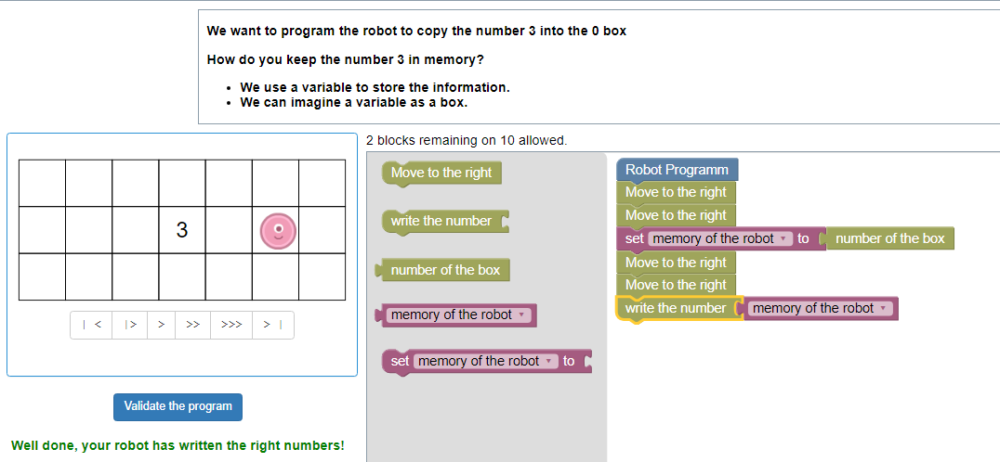 We want to program the robot to copy the number 3 into the 0 box
How do you keep the number 3 in memory?
• We use a variable to store the information.
• We can imagine a variable as a box.
2 blocks remaining on 10 allowed.
3
| <
| >
>
>>
>>>
> |
Validate the program
Well done, your robot has written the right numbers!
Move to the right
write the number
number of the box
memory of the robot
set memory of the robot to
Robot Programm
Move to the right
Move to the right
set memory of the robot to number of the box
Move to the right
Move to the right
write the number memory of the robot